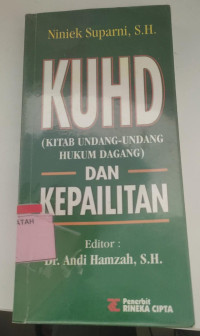 Niniek Suparni, S.H.
KUHD
(KITAB UNDANG-UNDANG
HUKUM DAGANG)
DAN
KEPAILITAN
Editor :
Dr. Andi Hamzah, S.H.
Penerbit
RINEKA CIPTA